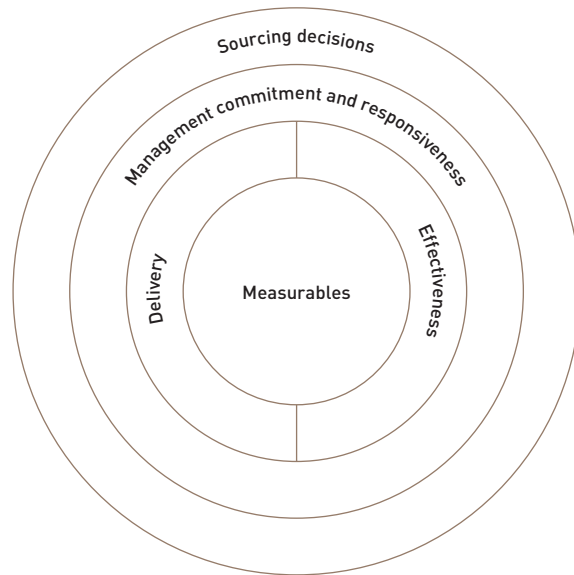 Sourcing decisions
Management commitment and responsiveness
Delivery
Effectiveness
Measurables